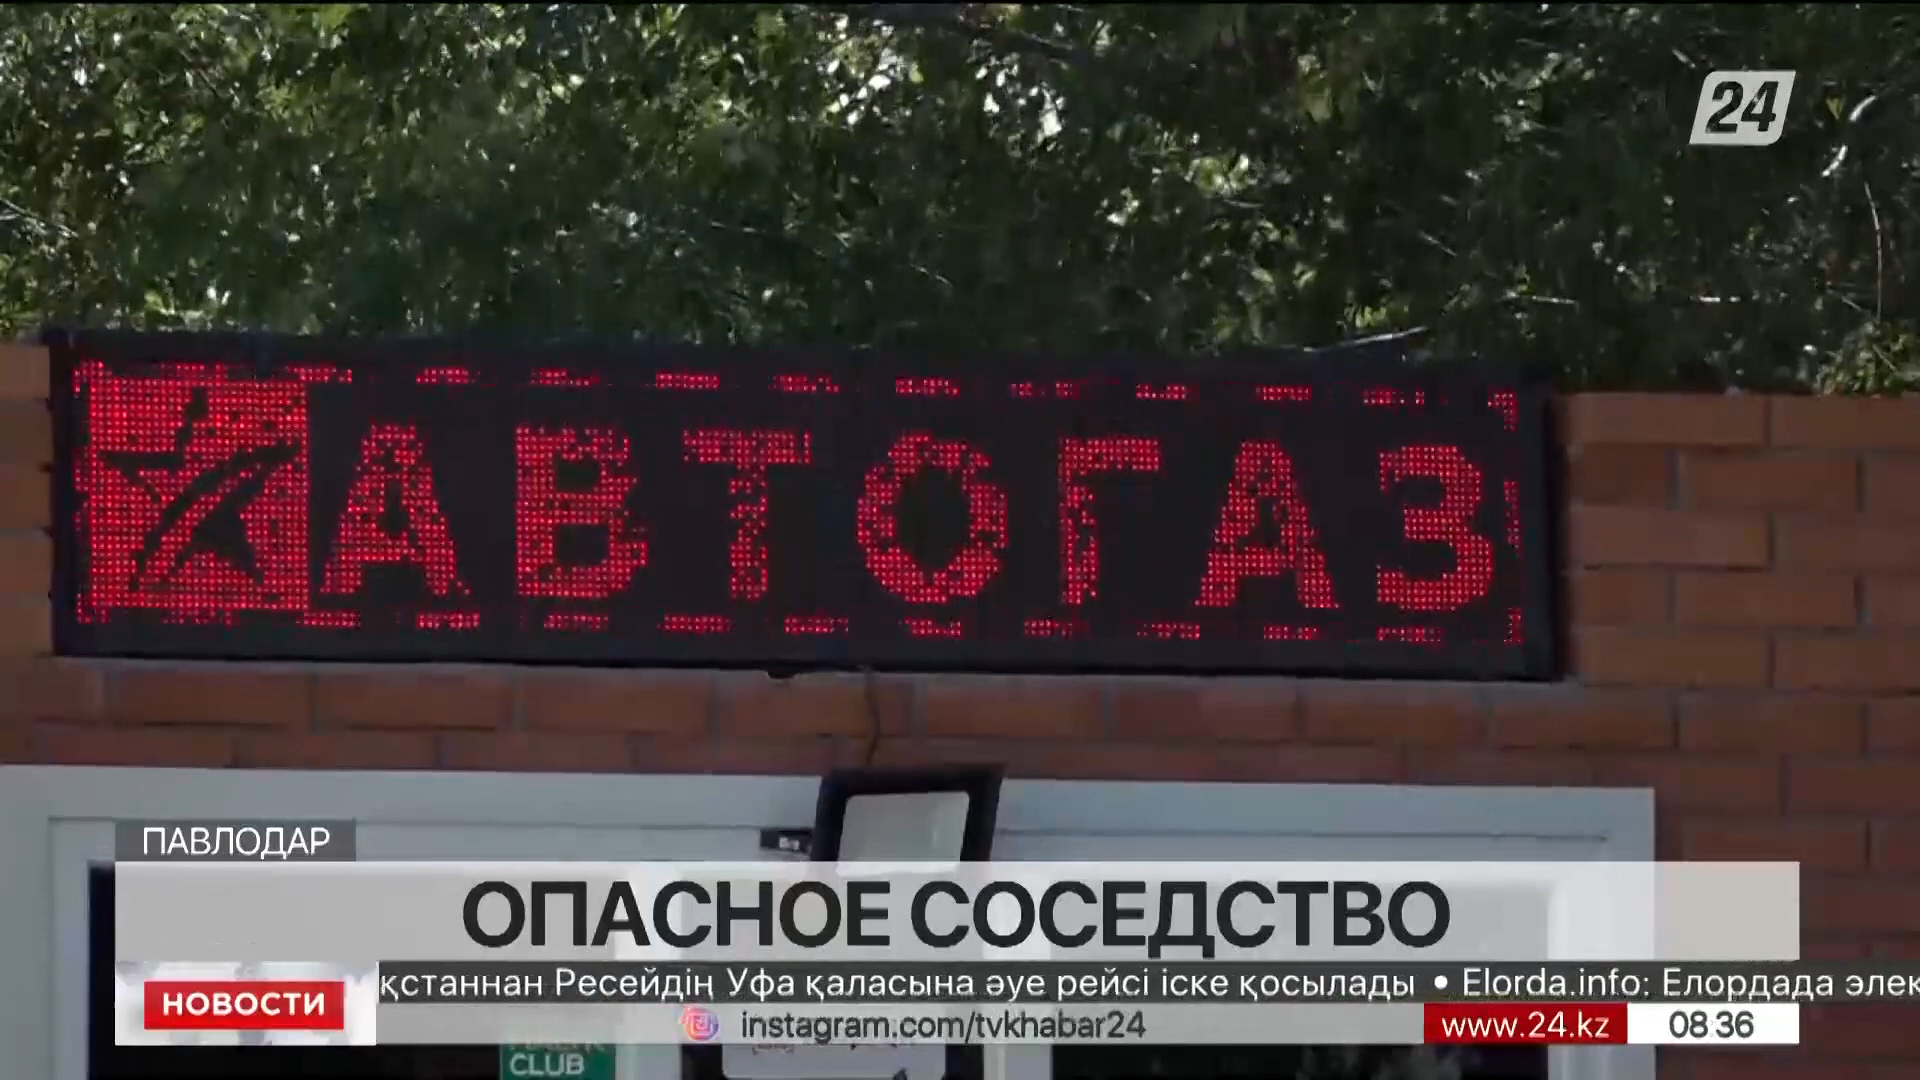 24
АВТОГАЗ
ПАВЛОДАР
ОПАСНОЕ СОСЕДСТВО
қстаннан Ресейдің Уфа қаласына әуе рейсі іске қосылады • Elorda.info: Елордада элек
НОВОСТИ
instagram.com/tvkhabar24
www.24.kz
08:36
CLUB